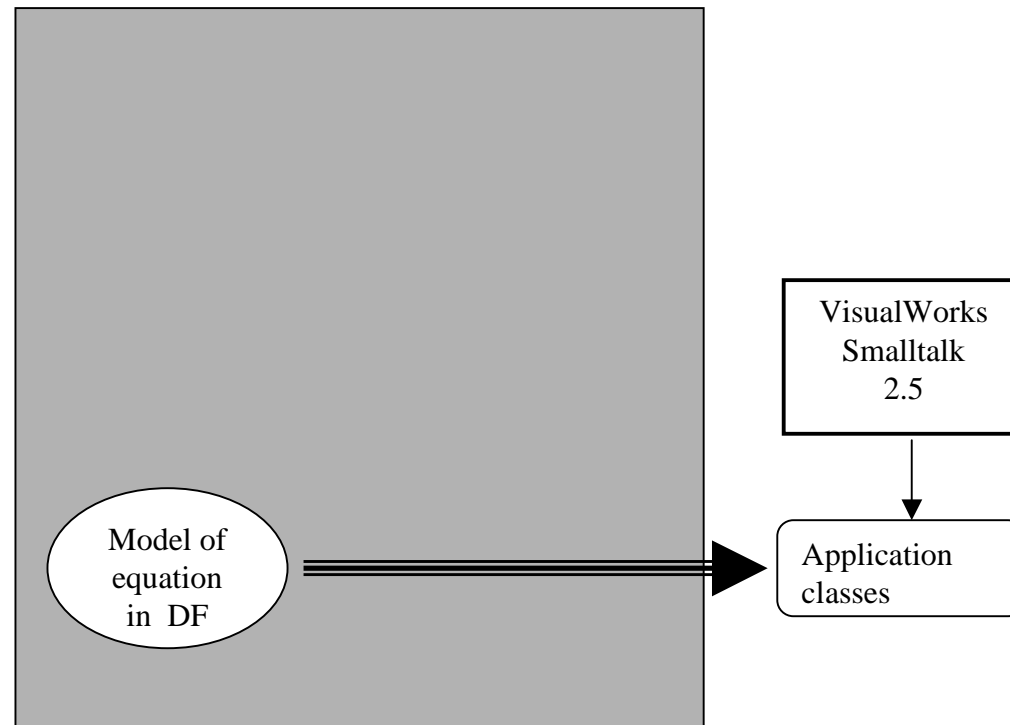 VisualWorks
Smalltalk
2.5
Model of
equation
in DF
Application
classes